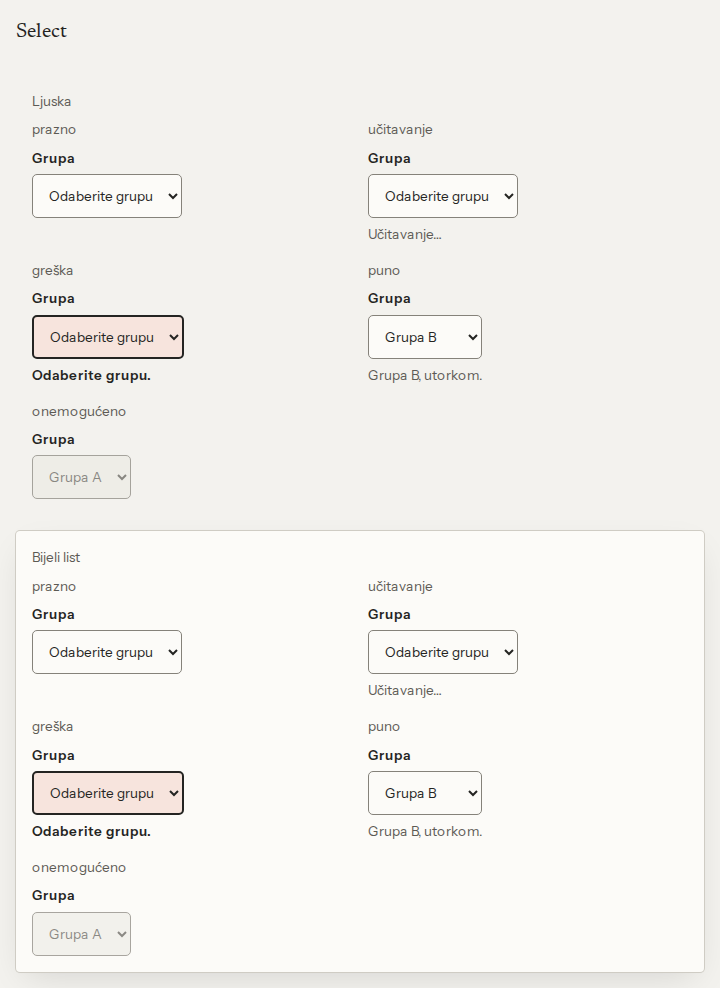 Select
Ljuska
prazno
Grupa
Odaberite grupu
učitavanje
Grupa
Odaberite grupu
Učitavanje...
greška
Grupa
Odaberite grupu
Odaberite grupu.
puno
Grupa
Grupa B
Grupa B, utorkom.
onemogućeno
Grupa
Grupa A
Bijeli list
prazno
Grupa
Odaberite grupu
učitavanje
Grupa
Odaberite grupu
Učitavanje...
greška
Grupa
Odaberite grupu
Odaberite grupu.
puno
Grupa
Grupa B
Grupa B, utorkom.
onemogućeno
Grupa
Grupa A